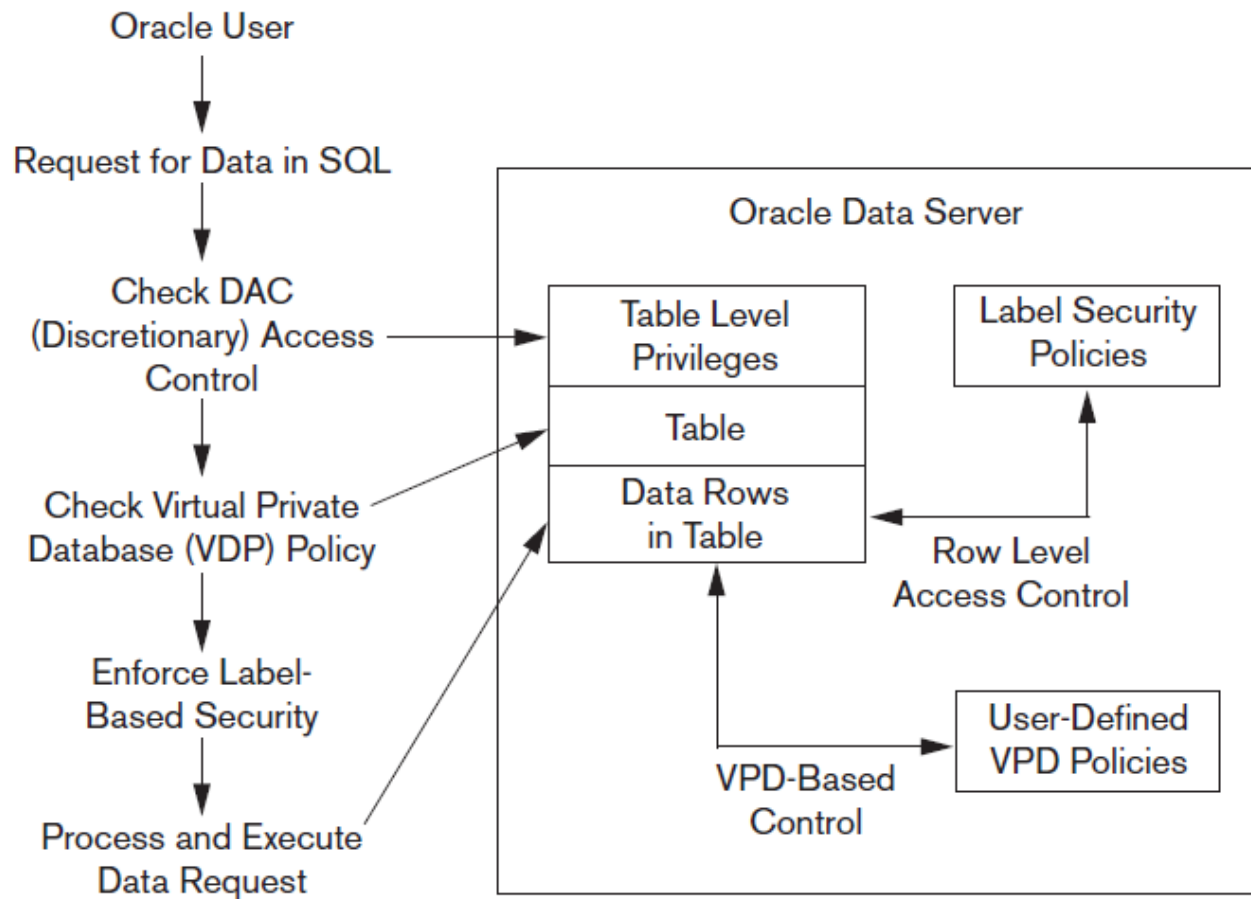 Oracle User
Request for Data in SQL
Check DAC
(Discretionary) Access
Control
Check Virtual Private
Database (VDP) Policy
Enforce Label-
Based Security
Process and Execute
Data Request
Oracle Data Server
Table Level
Privileges
Table
Data Rows
in Table
Label Security
Policies
Row Level
Access Control
User-Defined
VPD Policies
VPD-Based
Control